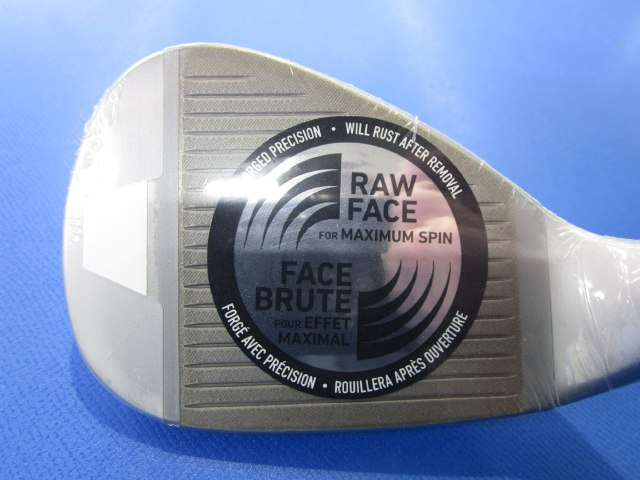 FORGED PRECISION • WILL RUST AFTER REMOVAL
RAW
FACE
FOR MAXIMUM SPIN
FACE
BRUTE
POUR EFFET
MAXIMAL
FORGÉ AVEC PRÉCISION • ROUILLERA APRÈS OUVERTURE